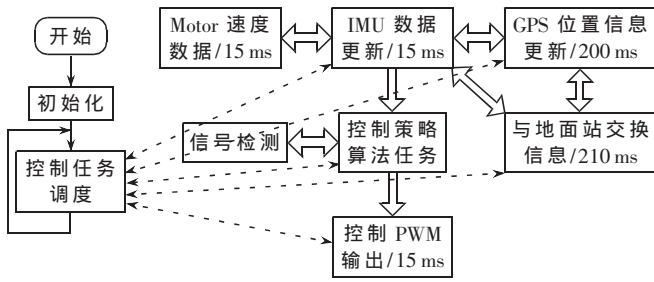 开始
初始化
控制任务
调度
Motor 速度
数据/15 ms
IMU 数据
更新/15 ms
GPS 位置信息
更新/200 ms
信号检测
控制策略
算法任务
与地面站交换
信息/210 ms
控制 PWM
输出/15 ms